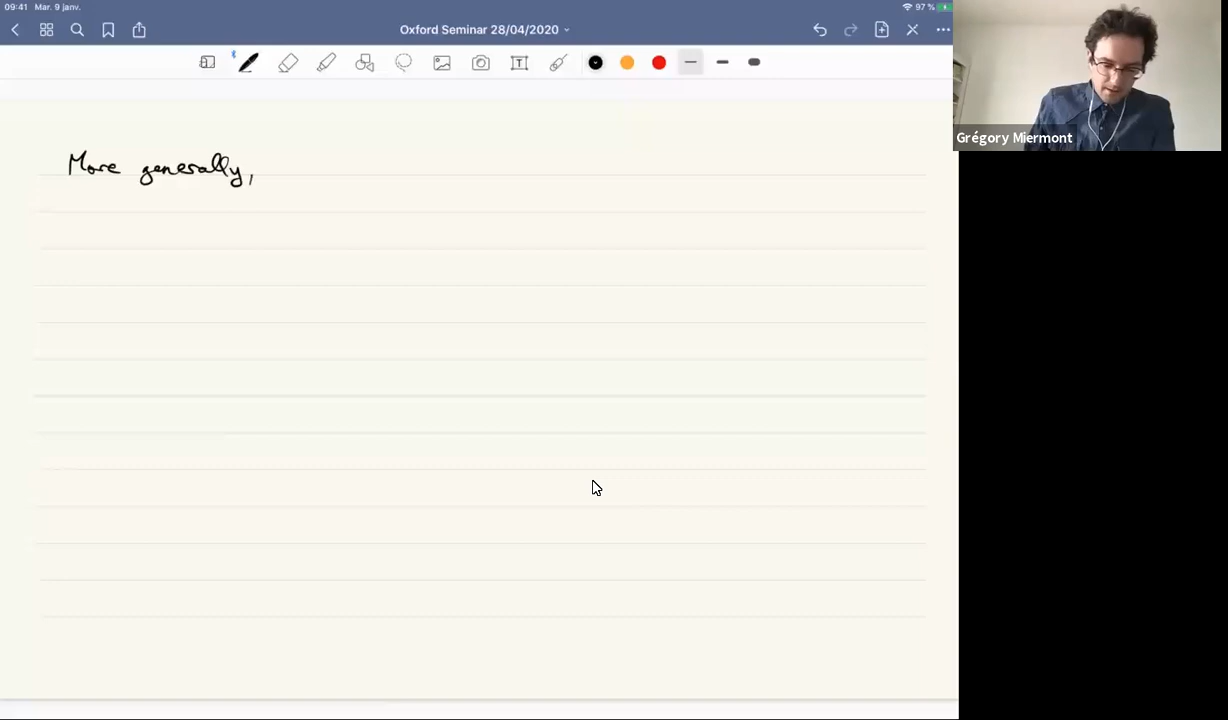 09:41 Mar. 9 janv.
97 %
Oxford Seminar 28/04/2020
T
Grégory Miermont
More generally,